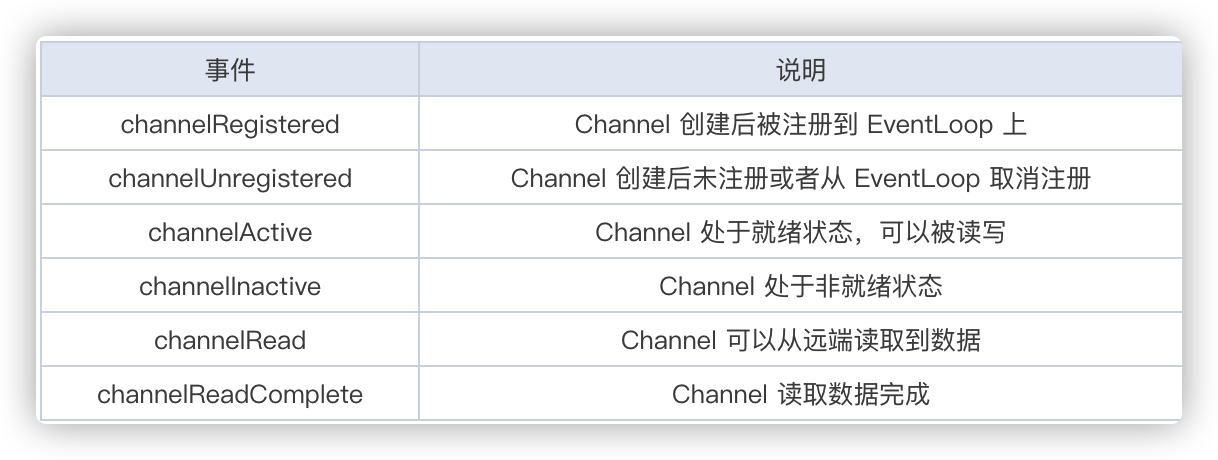 事件 说明
channelRegistered Channel 创建后被注册到 EventLoop 上
channelUnregistered Channel 创建后未注册或者从 EventLoop 取消注册
channelActive Channel 处于就绪状态，可以被读写
channelInactive Channel 处于非就绪状态
channelRead Channel 可以从远端读取到数据
channelReadComplete Channel 读取数据完成